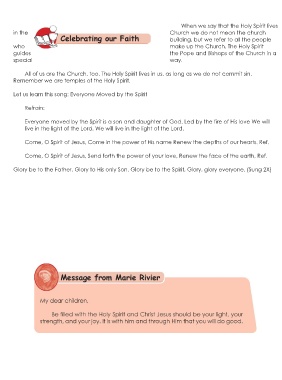 When we say that the Holy Spirit lives
in the Church we do not mean the church
building, but we refer to all the people
who make up the Church. The Holy Spirit
guides the Pope and Bishops of the Church in a
special way.
Celebrating our Faith
All of us are the Church, too. The Holy Spirit lives in us, as long as we do not commit sin.
Remember we are temples of the Holy Spirit.
Let us learn this song: Everyone Moved by the Spirit
Refrain:
Everyone moved by the Spirit is a son and daughter of God. Led by the fire of His love We will
live in the light of the Lord. We will live in the light of the Lord.
Come, O Spirit of Jesus, Come in the power of His name Renew the depths of our hearts. Ref.
Come, O Spirit of Jesus. Send forth the power of your love. Renew the face of the earth. Ref.
Glory be to the Father, Glory to His only Son, Glory be to the Spirit. Glory, glory everyone. (Sung 2X)
Message from Marie Rivier
My dear children,
Be filled with the Holy Spirit and Christ Jesus should be your light, your
strength, and your joy. It is with him and through Him that you will do good.